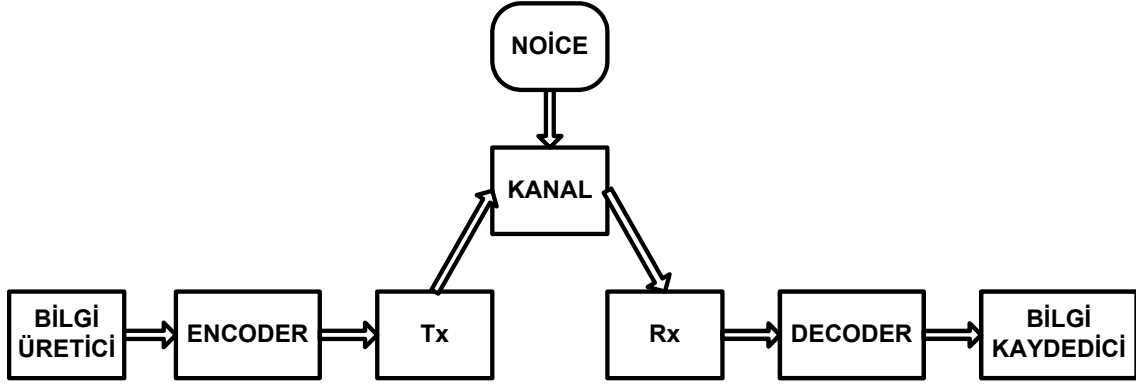 NOİCE
KANAL
BİLGİ
ÜRETİCİ
ENCODER
Tx
Rx
DECODER
BİLGİ
KAYDEDİCİ